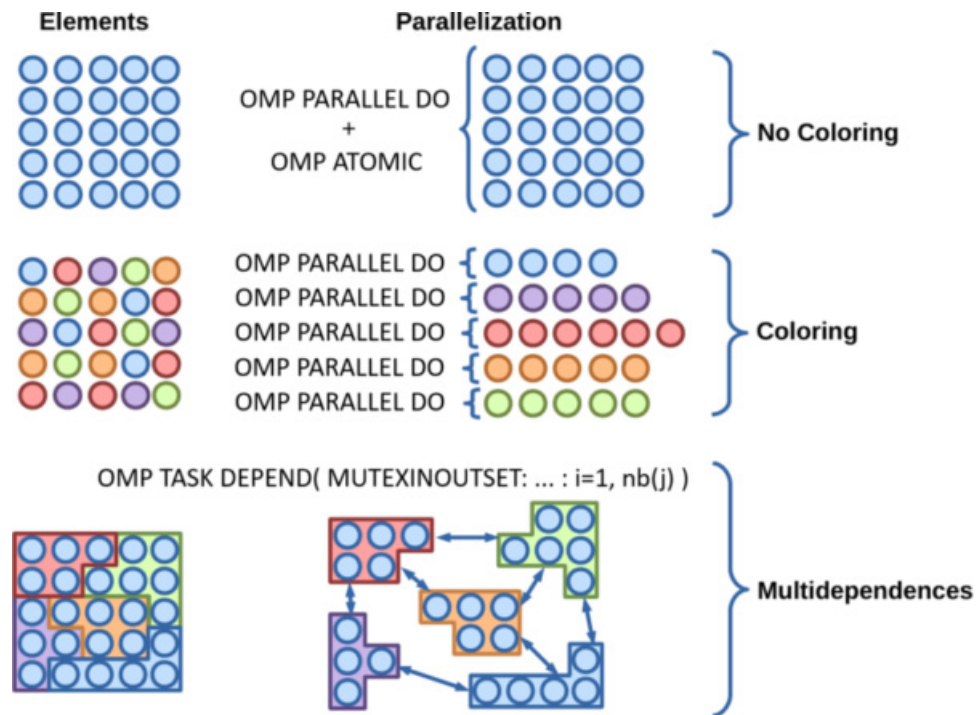 Elements
Parallelization
OMP PARALLEL DO
+
OMP ATOMIC
No Coloring
OMP PARALLEL DO
OMP PARALLEL DO
OMP PARALLEL DO
OMP PARALLEL DO
OMP PARALLEL DO
Coloring
OMP TASK DEPEND( MUTEXINOUTSET: ... : i=1, nb(j) )
Multidependences